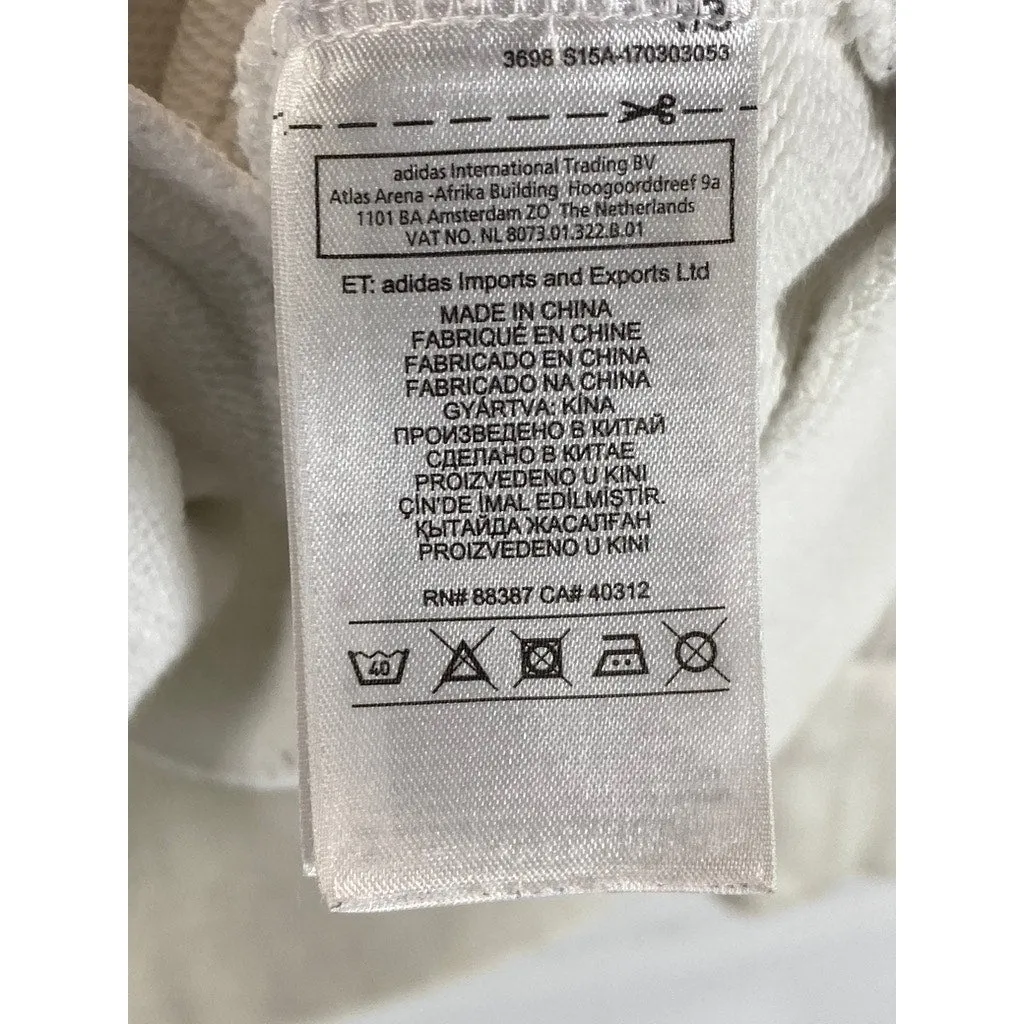 3698 S15A-170303053
adidas International Trading BV
Atlas Arena -Afrika Building Hoogoorddreef 9a
1101 BA Amsterdam ZO The Netherlands
VAT NO. NL 8073.01.322.B.01
ET: adidas Imports and Exports Ltd
MADE IN CHINA
FABRIQUÉ EN CHINE
FABRICADO EN CHINA
FABRICADO NA CHINA
GYÁRTVA: KÍNA
ПРОИЗВЕДЕНО В КИТАЙ
СДЕЛАНО В КИТАЕ
PROIZVEDENO U KINI
ÇİN'DE İMAL EDİLMİŞTİR.
ҚЫТАЙДА ЖАСАЛҒАН
PROIZVEDENO U KINI
RN# 88387 CA# 40312
40